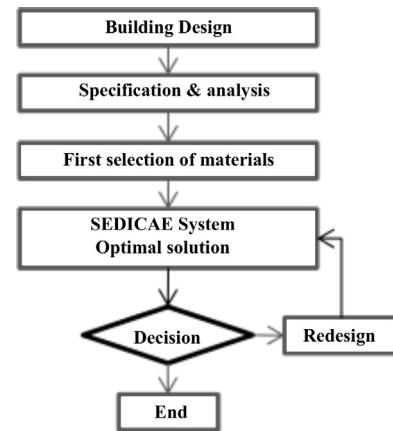 Building Design
Specification & analysis
First selection of materials
SEDICAE System
Optimal solution
Decision
Redesign
End